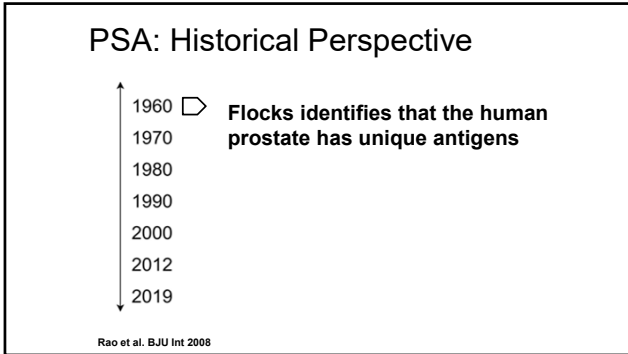 PSA: Historical Perspective
1960
Flocks identifies that the human
prostate has unique antigens
1970
1980
1990
2000
2012
2019
Rao et al. BJU Int 2008